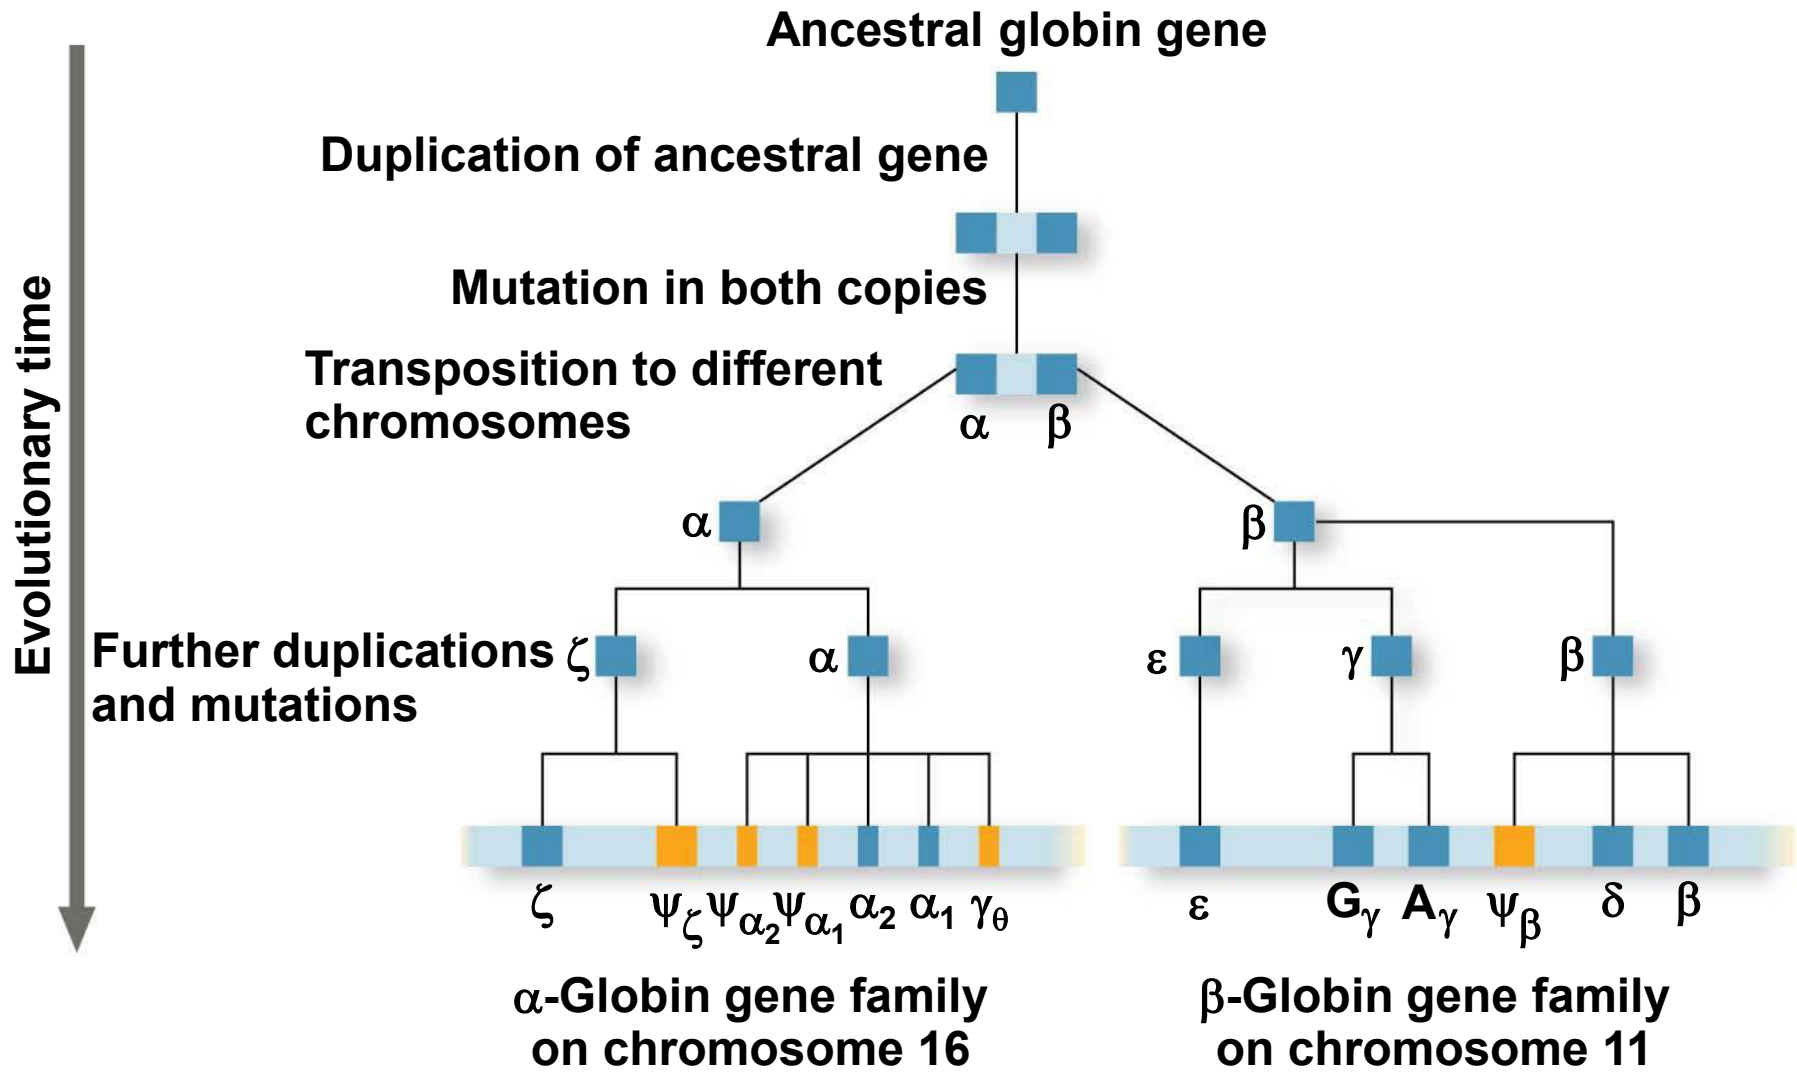 Ancestral globin gene
Duplication of ancestral gene
Mutation in both copies
Transposition to different
chromosomes
α β
Evolutionary time
α β
Further duplications
and mutations
ζ α ε γ β
ζ ψζ ψα2 ψα1 α2 α1 γθ ε Gγ Aγ ψβ δ β
α-Globin gene family
on chromosome 16
β-Globin gene family
on chromosome 11